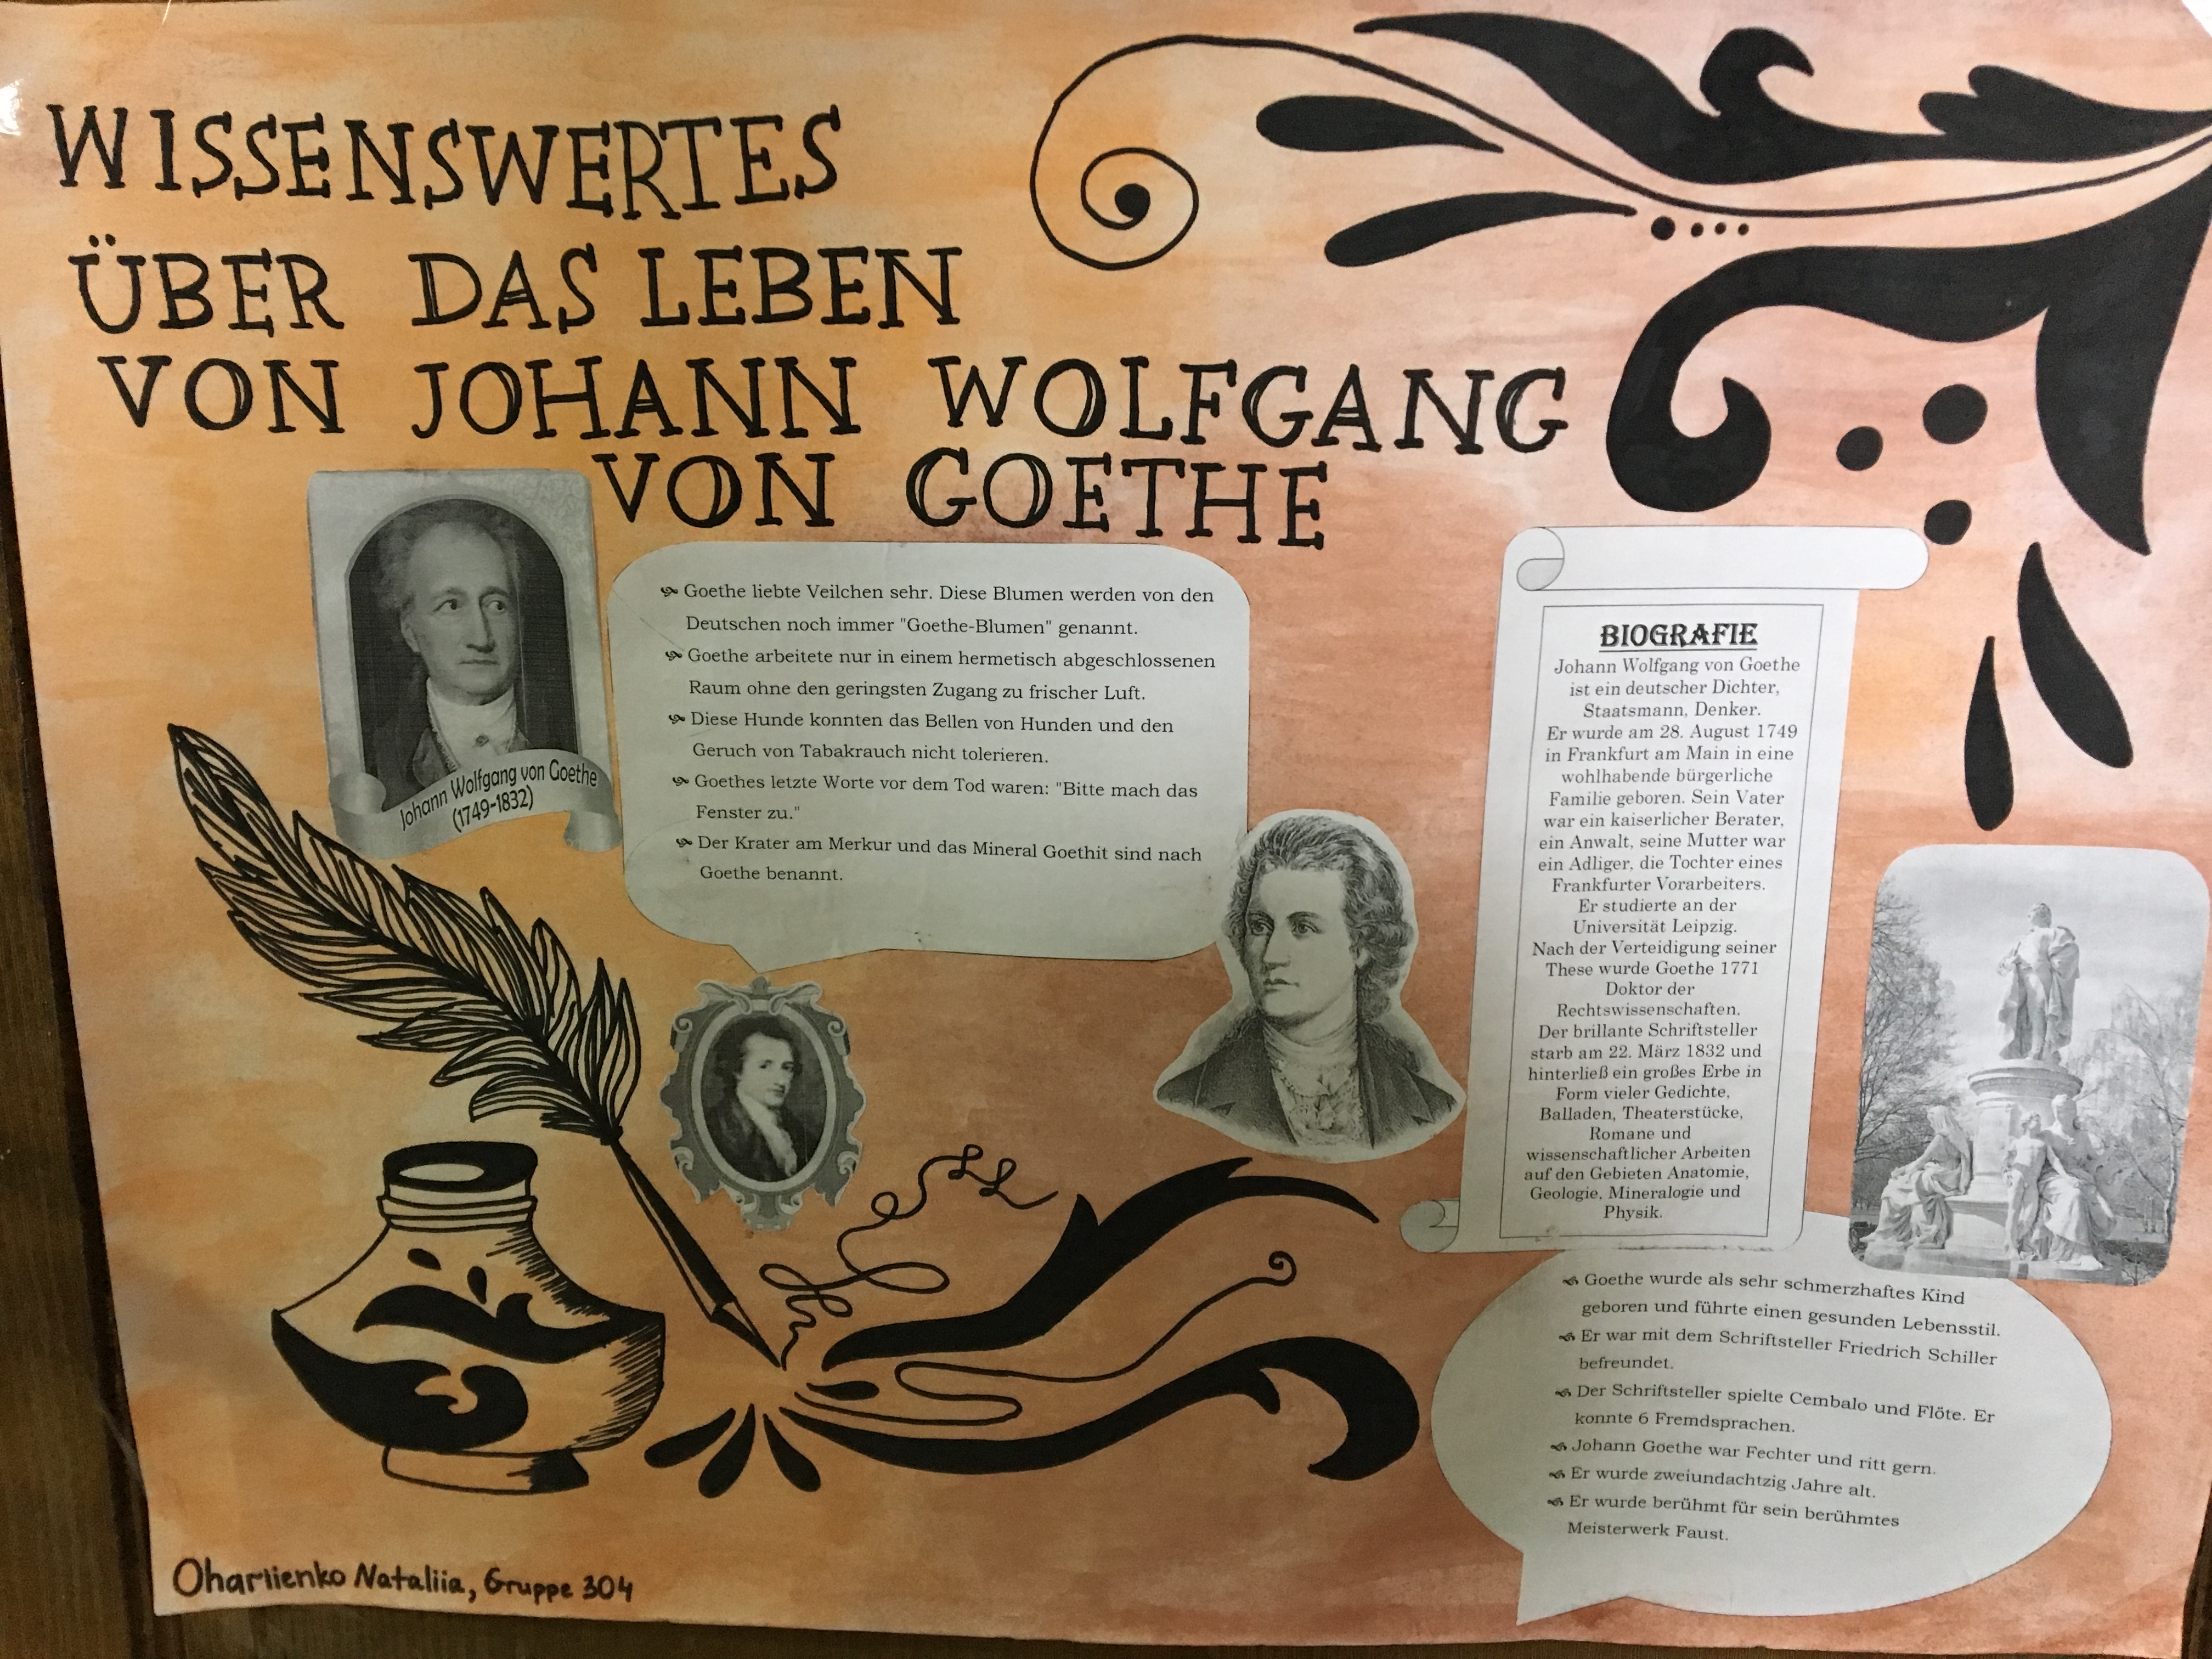 WISSENSWERTES
ÜBER DAS LEBEN
VON JOHANN WOLFGANG
VON GOETHE
Johann Wolfgang von Goethe
(1749-1832)
Goethe liebte Veilchen sehr. Diese Blumen werden von den
Deutschen noch immer "Goethe-Blumen" genannt.
Goethe arbeitete nur in einem hermetisch abgeschlossenen
Raum ohne den geringsten Zugang zu frischer Luft.
Diese Hunde konnten das Bellen von Hunden und den
Geruch von Tabakrauch nicht tolerieren.
Goethes letzte Worte vor dem Tod waren: "Bitte mach das
Fenster zu."
Der Krater am Merkur und das Mineral Goethit sind nach
Goethe benannt.
BIOGRAFIE
Johann Wolfgang von Goethe
ist ein deutscher Dichter,
Staatsmann, Denker.
Er wurde am 28. August 1749
in Frankfurt am Main in eine
wohlhabende bürgerliche
Familie geboren. Sein Vater
war ein kaiserlicher Berater,
ein Anwalt, seine Mutter war
ein Adliger, die Tochter eines
Frankfurter Vorarbeiters.
Er studierte an der
Universität Leipzig.
Nach der Verteidigung seiner
These wurde Goethe 1771
Doktor der
Rechtswissenschaften.
Der brillante Schriftsteller
starb am 22. März 1832 und
hinterließ ein großes Erbe in
Form vieler Gedichte,
Balladen, Theaterstücke,
Romane und
wissenschaftlicher Arbeiten
auf den Gebieten Anatomie,
Geologie, Mineralogie und
Physik.
Goethe wurde als sehr schmerzhaftes Kind
geboren und führte einen gesunden Lebensstil.
Er war mit dem Schriftsteller Friedrich Schiller
befreundet.
Der Schriftsteller spielte Cembalo und Flöte. Er
konnte 6 Fremdsprachen.
Johann Goethe war Fechter und ritt gern.
Er wurde zweiundachtzig Jahre alt.
Er wurde berühmt für sein berühmtes
Meisterwerk Faust.
Ohariienko Nataliia, Gruppe 304